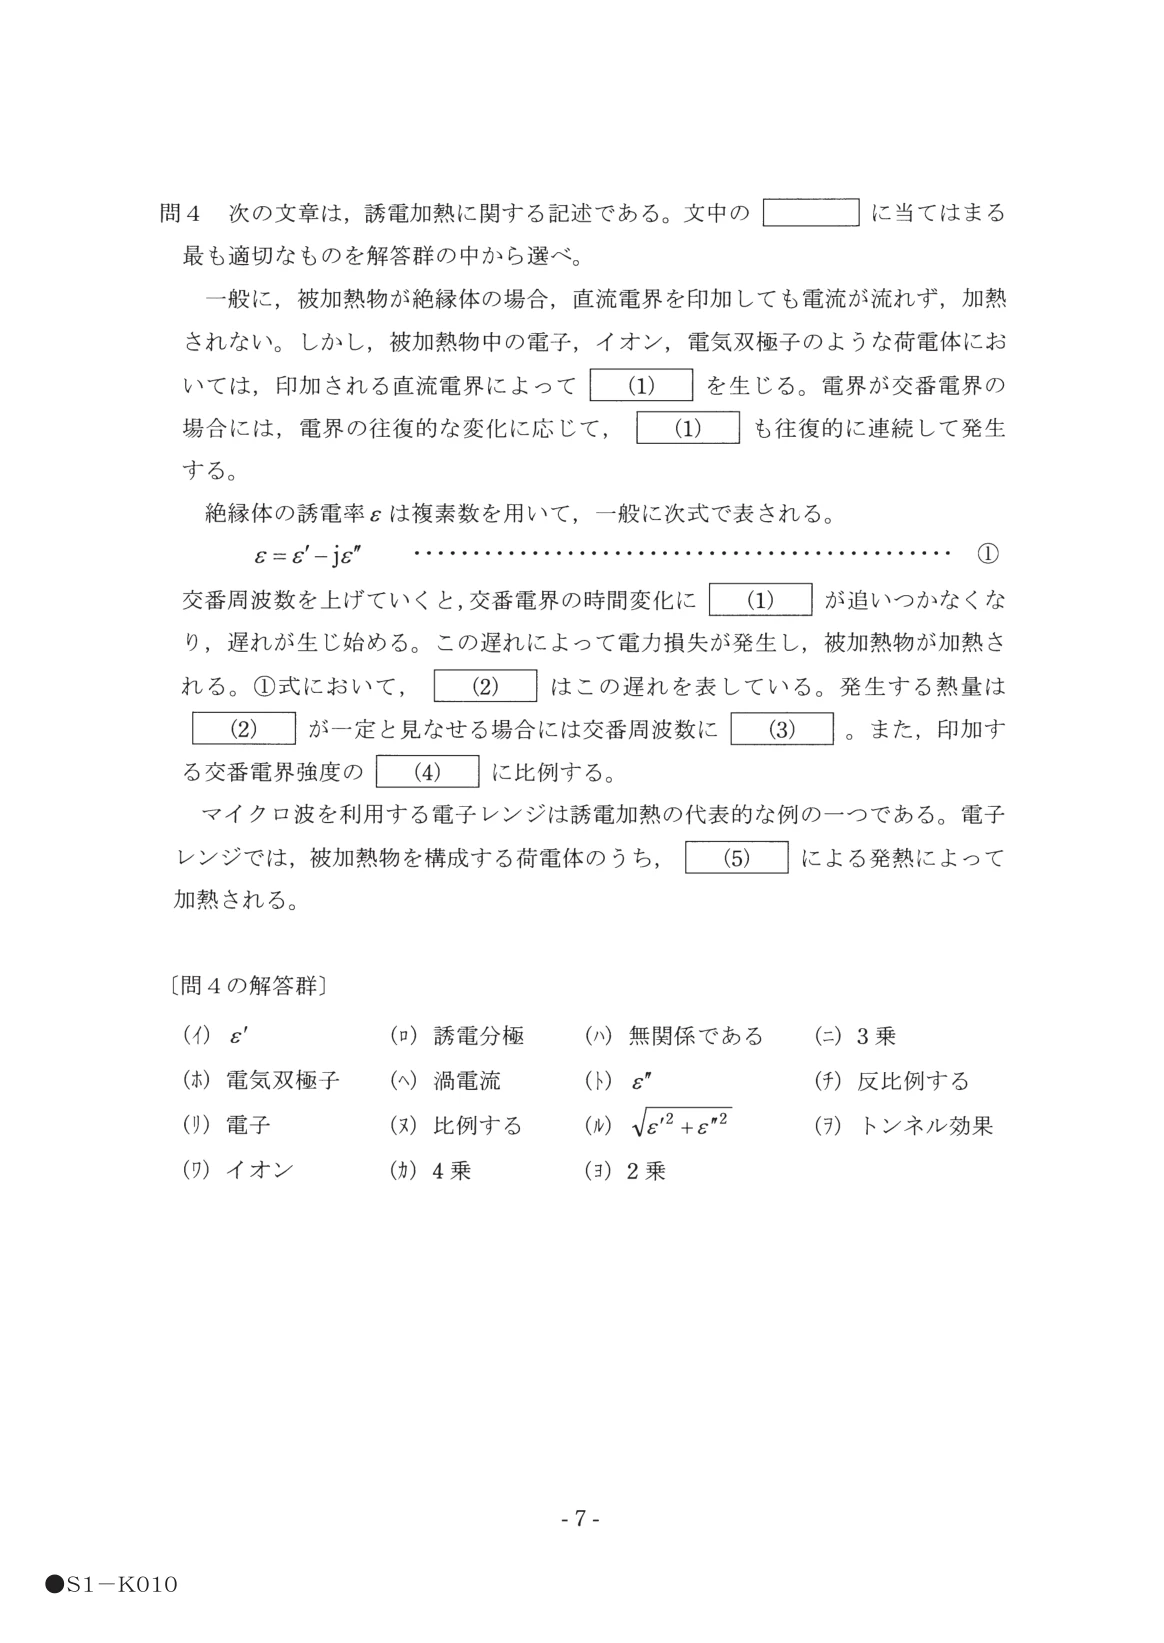 問4　次の文章は，誘電加熱に関する記述である。文中の　　　　に当てはまる
最も適切なものを解答群の中から選べ。
一般に，被加熱物が絶縁体の場合，直流電界を印加しても電流が流れず，加熱
されない。しかし，被加熱物中の電子，イオン，電気双極子のような荷電体にお
いては，印加される直流電界によって (1) を生じる。電界が交番電界の
場合には，電界の往復的な変化に応じて， (1) も往復的に連続して発生
する。
絶縁体の誘電率 ε は複素数を用いて，一般に次式で表される。
ε = ε′ − jε″ ・・・・・・・・・・・・・・・・・・・・・・・・・・・・・・・・・・・・・・・・・・・・・・ ①
交番周波数を上げていくと，交番電界の時間変化に (1) が追いつかなくな
り，遅れが生じ始める。この遅れによって電力損失が発生し，被加熱物が加熱さ
れる。①式において， (2) はこの遅れを表している。発生する熱量は
(2) が一定と見なせる場合には交番周波数に (3) 。また，印加す
る交番電界強度の (4) に比例する。
マイクロ波を利用する電子レンジは誘電加熱の代表的な例の一つである。電子
レンジでは，被加熱物を構成する荷電体のうち， (5) による発熱によって
加熱される。
〔問4の解答群〕
(ｲ) ε′ (ﾛ) 誘電分極 (ﾊ) 無関係である (ﾆ) 3乗
(ﾎ) 電気双極子 (ﾍ) 渦電流 (ﾄ) ε″ (ﾁ) 反比例する
(ﾘ) 電子 (ﾇ) 比例する (ﾙ) √ε′² + ε″² (ｦ) トンネル効果
(ﾜ) イオン (ｶ) 4乗 (ﾖ) 2乗
- 7 -
●S1－K010